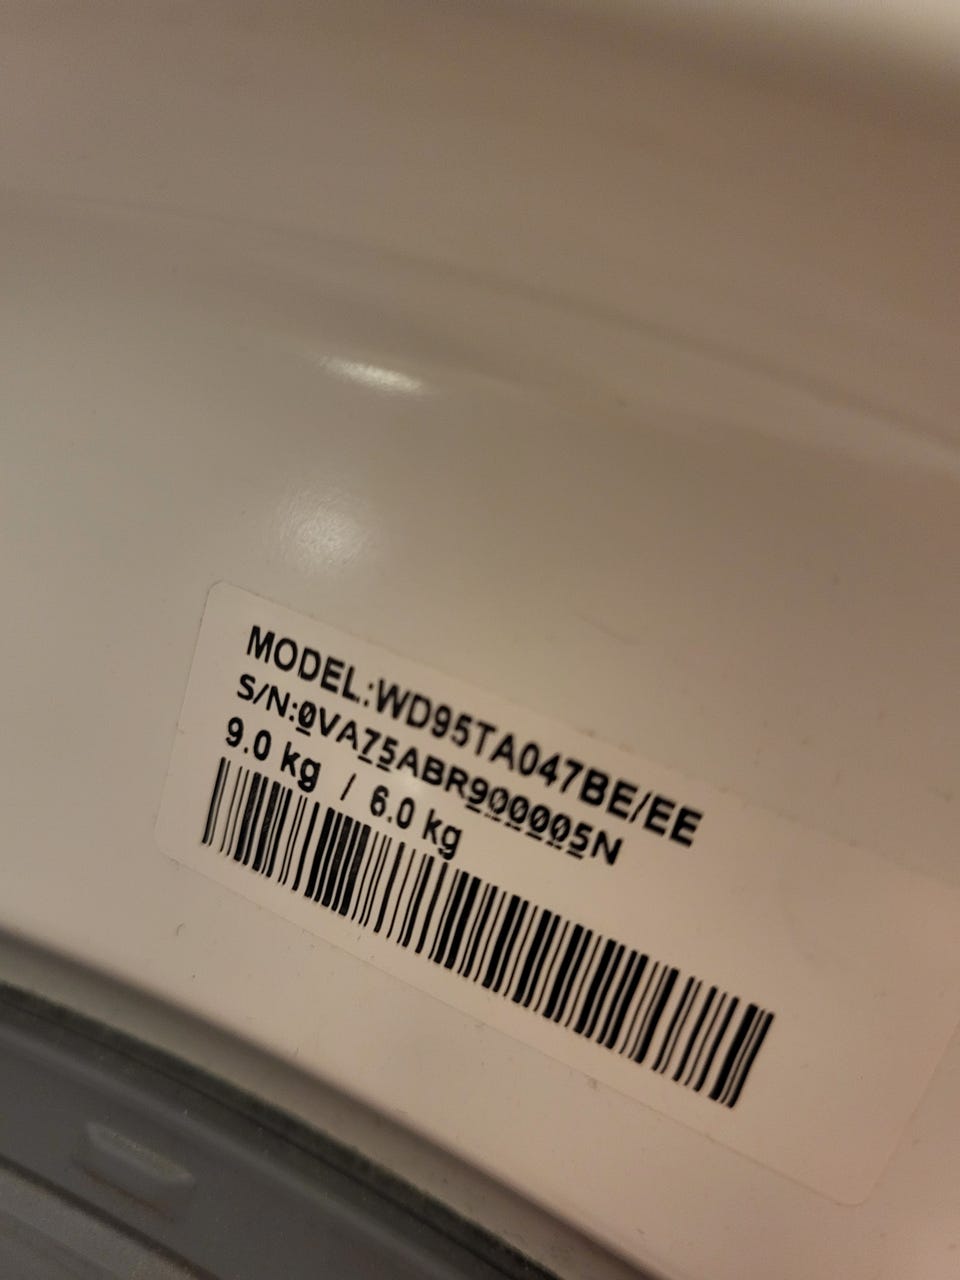 MODEL:WD95TA047BE/EE
S/N:0VA75ABR900005N
9.0 kg / 6.0 kg